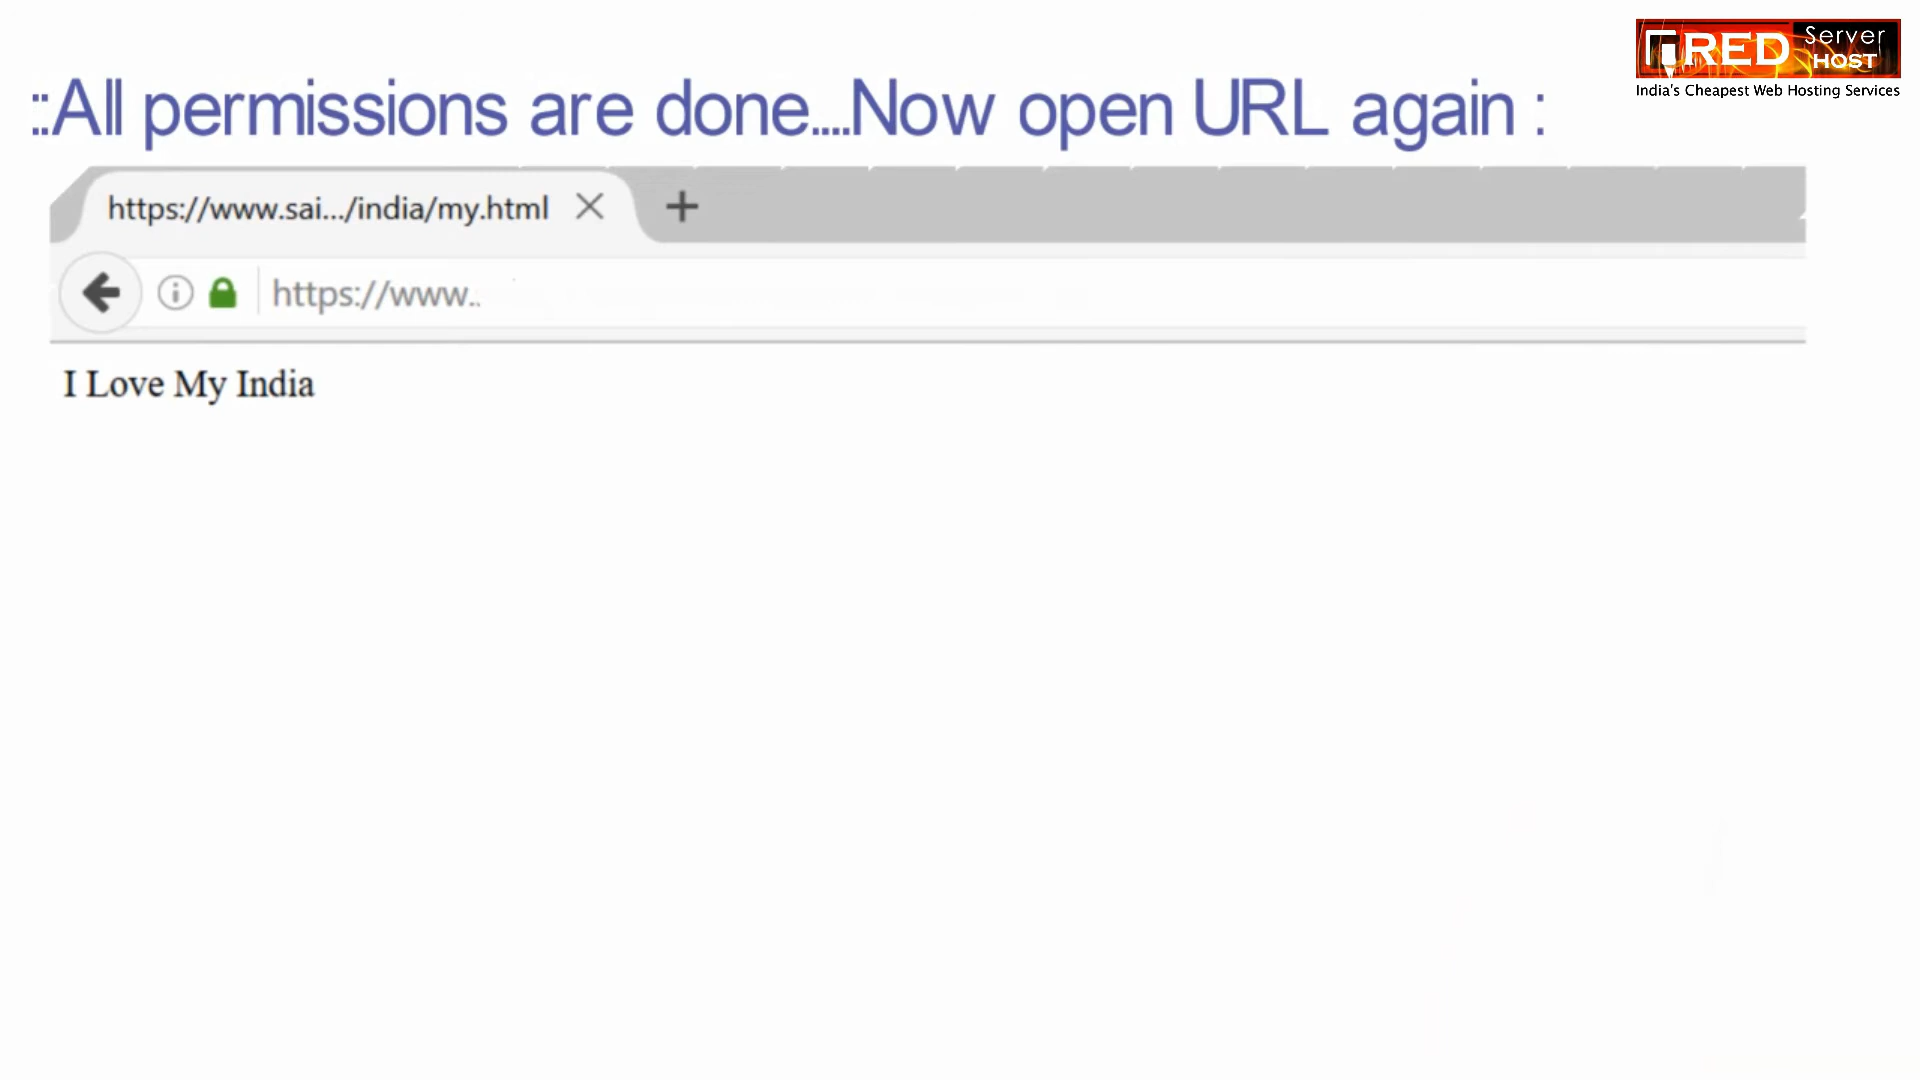 RED Server
HOST
India's Cheapest Web Hosting Services
::All permissions are done....Now open URL again :
https://www.sai.../india/my.html
https://www..
I Love My India